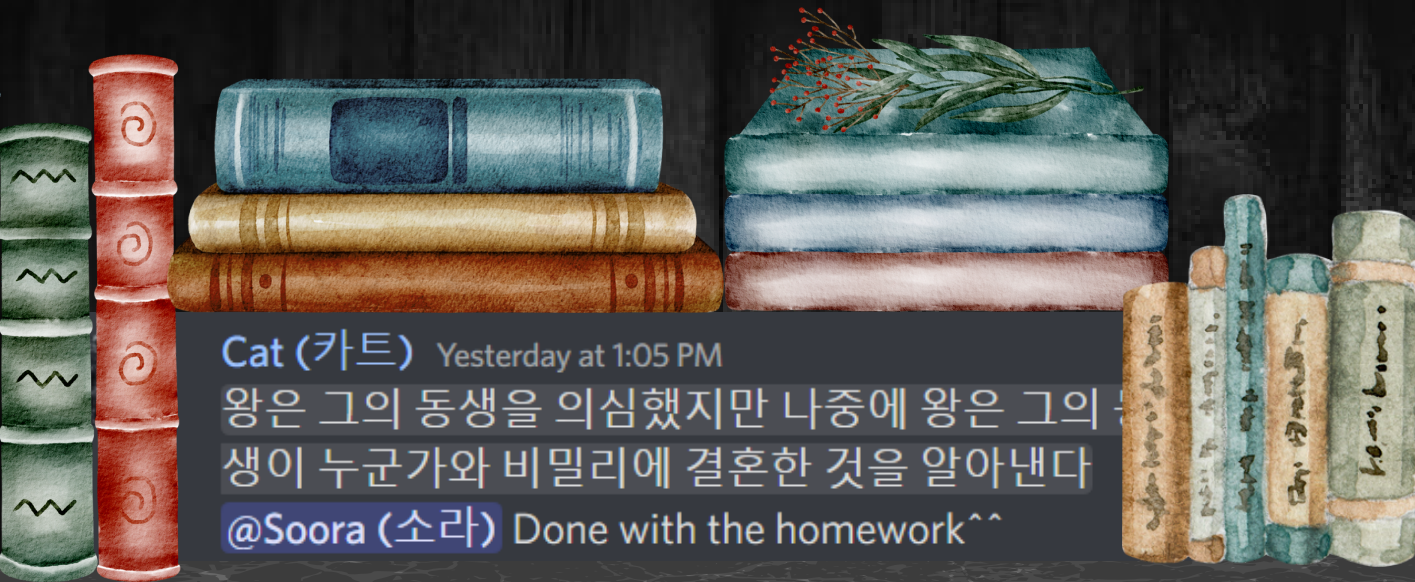 Cat (카트) Yesterday at 1:05 PM
왕은 그의 동생을 의심했지만 나중에 왕은 그의
생이 누군가와 비밀리에 결혼한 것을 알아낸다
@Soora (소라) Done with the homework^^